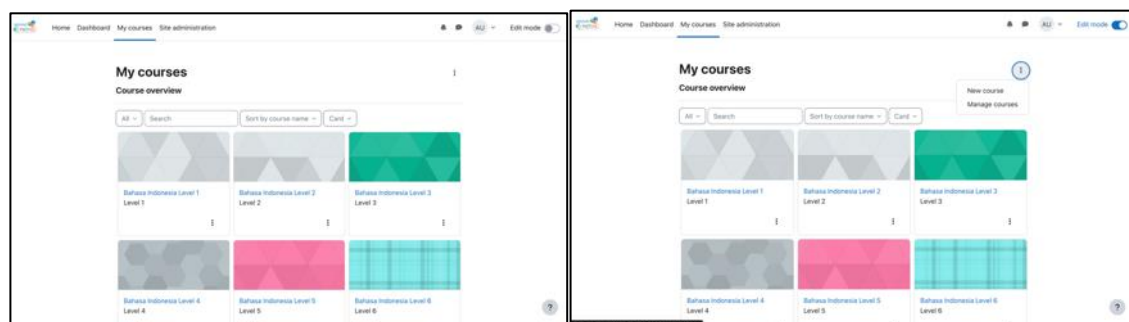 Home Dashboard My courses Site administration AU Edit mode
My courses
Course overview
All Search Sort by course name Card
Bahasa Indonesia Level 1 Bahasa Indonesia Level 2 Bahasa Indonesia Level 3
Level 1 Level 2 Level 3
Bahasa Indonesia Level 4 Bahasa Indonesia Level 5 Bahasa Indonesia Level 6
Level 4 Level 5 Level 6
?
Home Dashboard My courses Site administration AU Edit mode
My courses
Course overview
New course
Manage courses
All Search Sort by course name Card
Bahasa Indonesia Level 1 Bahasa Indonesia Level 2 Bahasa Indonesia Level 3
Level 1 Level 2 Level 3
Bahasa Indonesia Level 4 Bahasa Indonesia Level 5 Bahasa Indonesia Level 6
Level 4 Level 5 Level 6
?